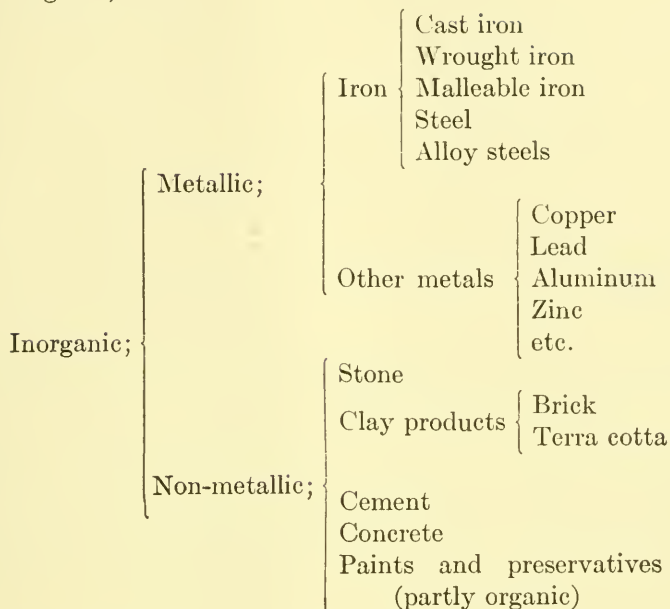 Cast iron
Wrought iron
Iron
Malleable iron
Steel
Alloy steels
Metallic;
Copper
Lead
Other metals
Aluminum
Zinc
Inorganic;
etc.
Stone
Clay products
Brick
Terra cotta
Non-metallic;
Cement
Concrete
Paints and preservatives
(partly organic)